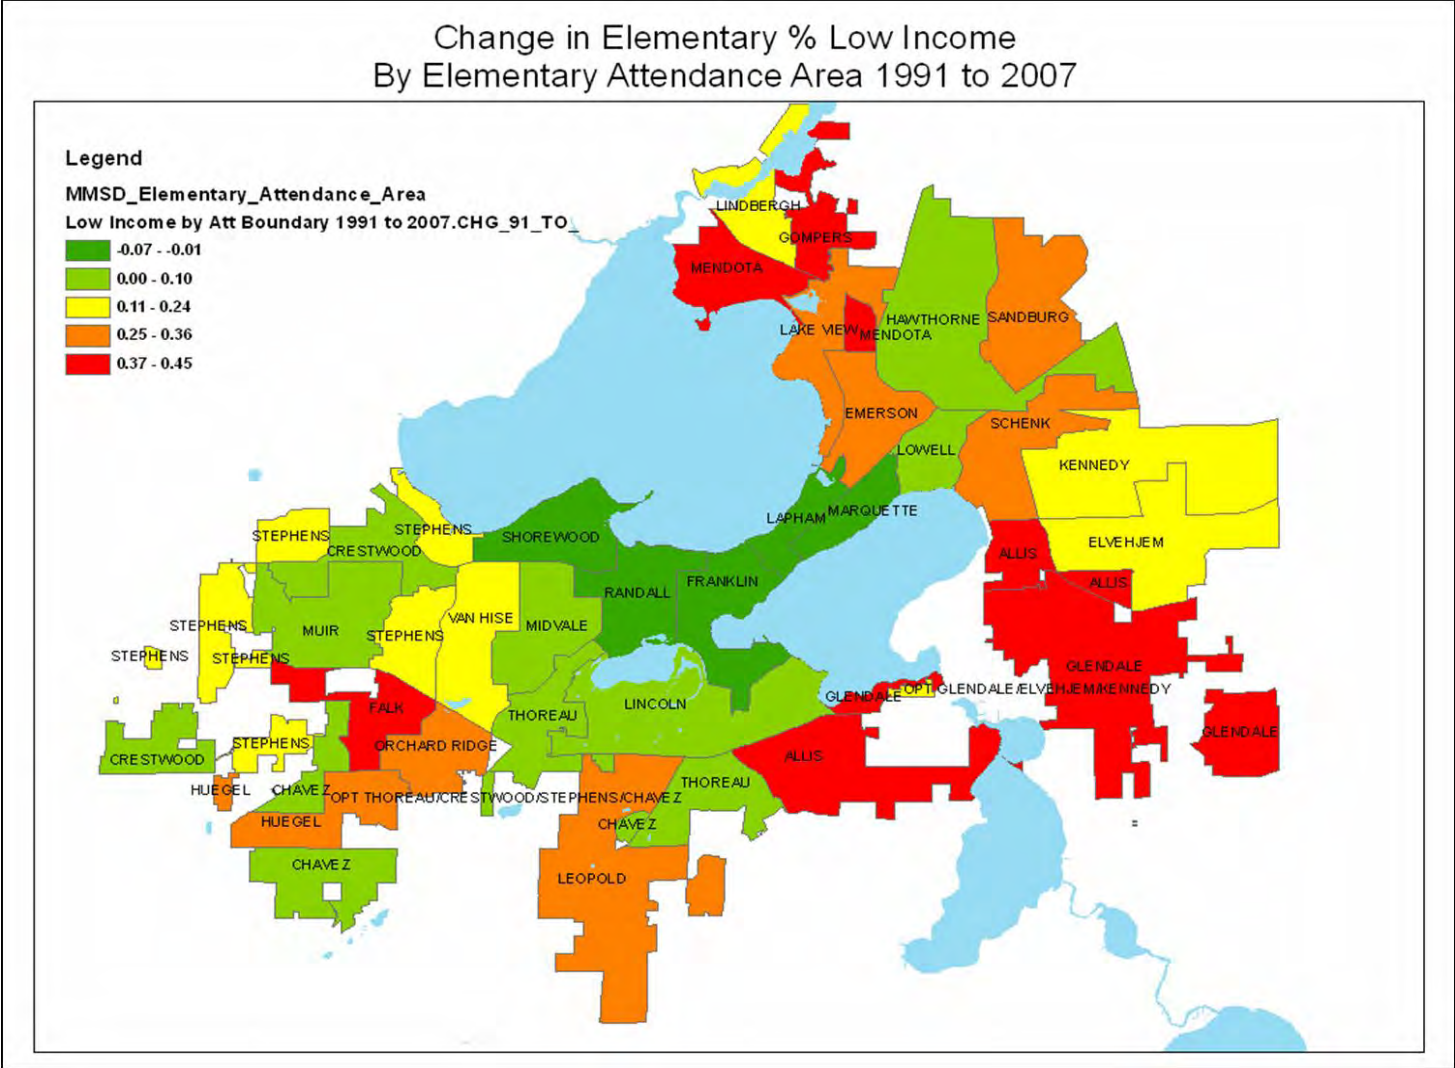 Change in Elementary % Low Income
By Elementary Attendance Area 1991 to 2007
Legend
MMSD_Elementary_Attendance_Area
Low Income by Att Boundary 1991 to 2007.CHG_91_TO_
-0.07 - -0.01
0.00 - 0.10
0.11 - 0.24
0.25 - 0.36
0.37 - 0.45
LINDBERGH
GOMPERS
MENDOTA
LAKE VIEW
MENDOTA
HAWTHORNE
SANDBURG
EMERSON
SCHENK
LOWELL
KENNEDY
LAPHAM
MARQUETTE
STEPHENS
STEPHENS
CRESTWOOD
SHOREWOOD
ALLIS
ELVEHJEM
RANDALL
FRANKLIN
ALLIS
STEPHENS
MUIR
STEPHENS
VAN HISE
MIDVALE
STEPHENS
STEPHENS
GLENDALE
GLENDALE
OPT GLENDALE/ELVEHJEM/KENNEDY
FALK
THOREAU
LINCOLN
GLENDALE
STEPHENS
ORCHARD RIDGE
CRESTWOOD
ALLIS
HUEGEL
CHAVEZ
OPT THOREAU/CRESTWOOD/STEPHENS/CHAVEZ
THOREAU
HUEGEL
CHAVEZ
CHAVEZ
LEOPOLD